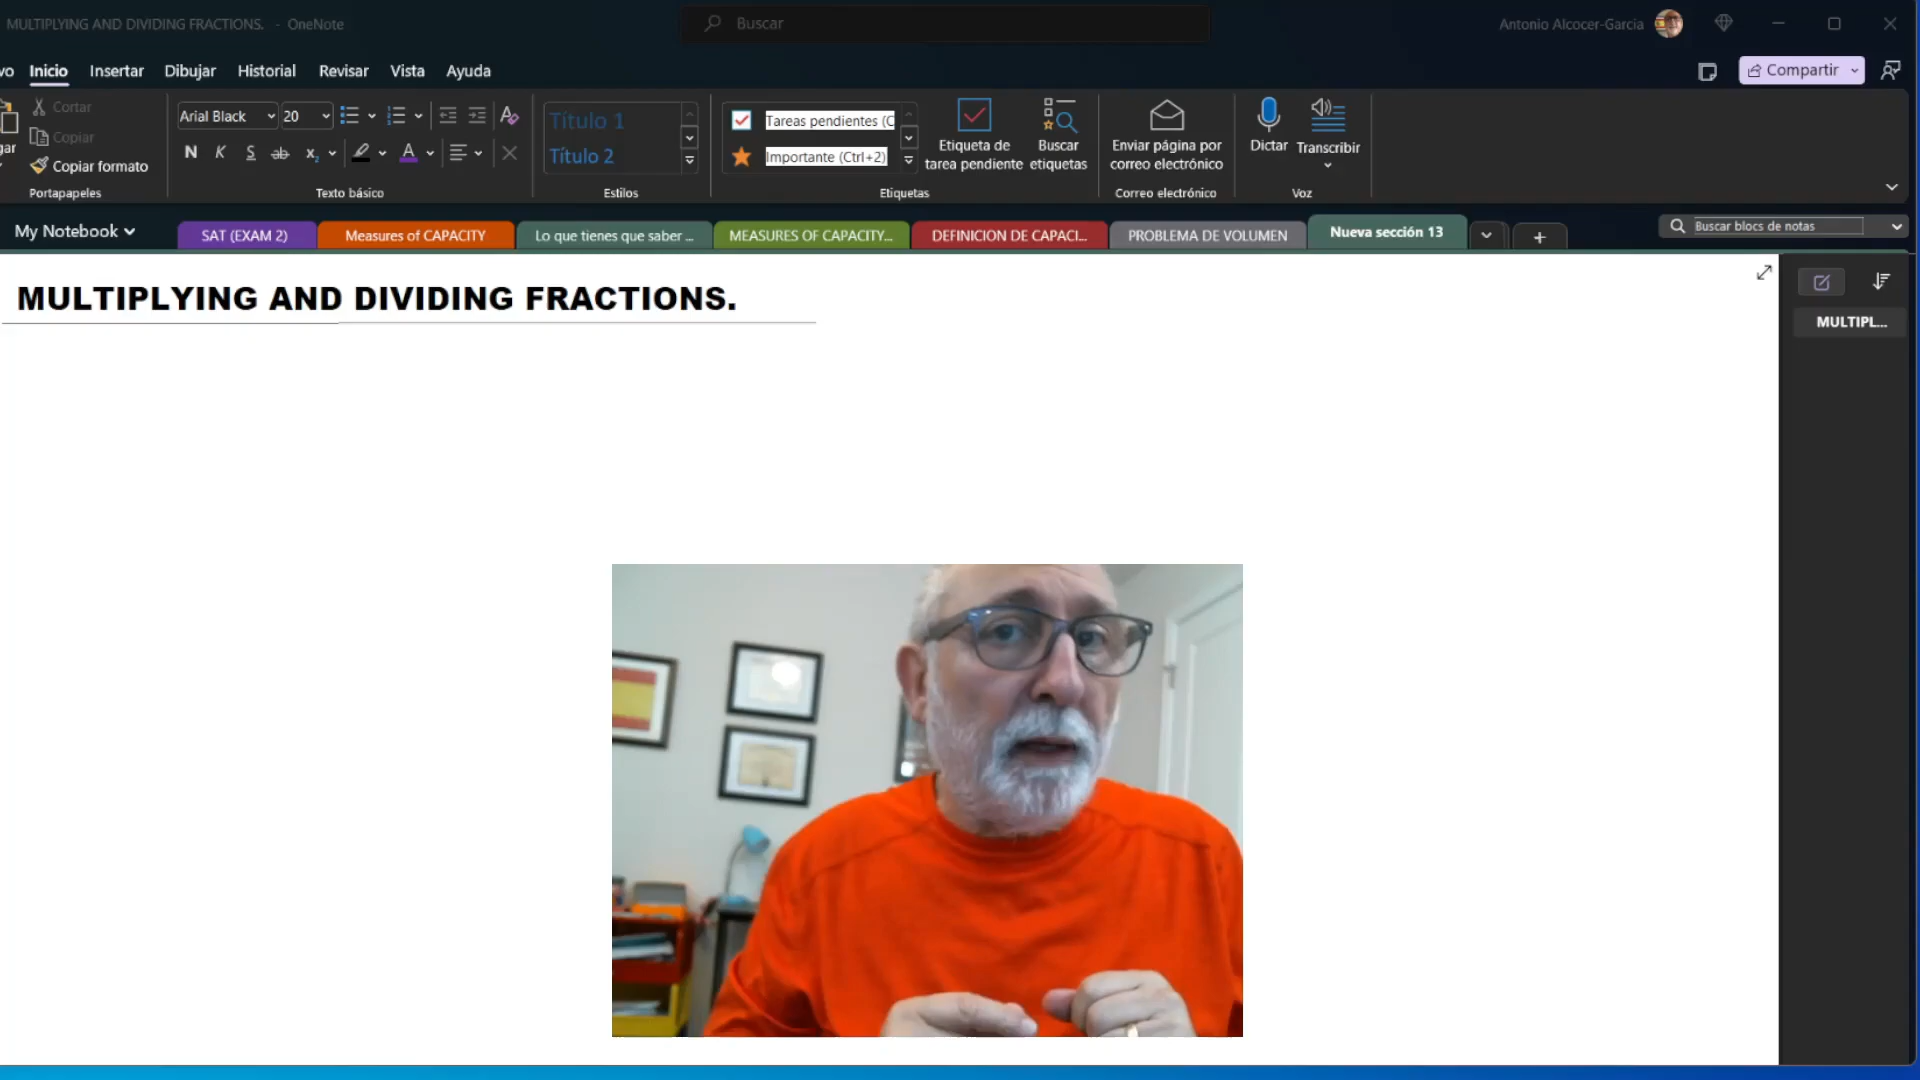 MULTIPLYING AND DIVIDING FRACTIONS. - OneNote
Buscar
Antonio Alcocer-Garcia
vo Inicio Insertar Dibujar Historial Revisar Vista Ayuda
Compartir
gar
Cortar
Copiar
Copiar formato
Portapapeles
Arial Black 20
N K S ab x₂ A
Texto básico
Título 1
Título 2
Estilos
Tareas pendientes (C
Importante (Ctrl+2)
Etiqueta de
tarea pendiente
Buscar
etiquetas
Etiquetas
Enviar página por
correo electrónico
Correo electrónico
Dictar
Transcribir
Voz
My Notebook
SAT (EXAM 2)
Measures of CAPACITY
Lo que tienes que saber ...
MEASURES OF CAPACITY...
DEFINICION DE CAPACI...
PROBLEMA DE VOLUMEN
Nueva sección 13
Buscar blocs de notas
MULTIPLYING AND DIVIDING FRACTIONS.
MULTIPL...